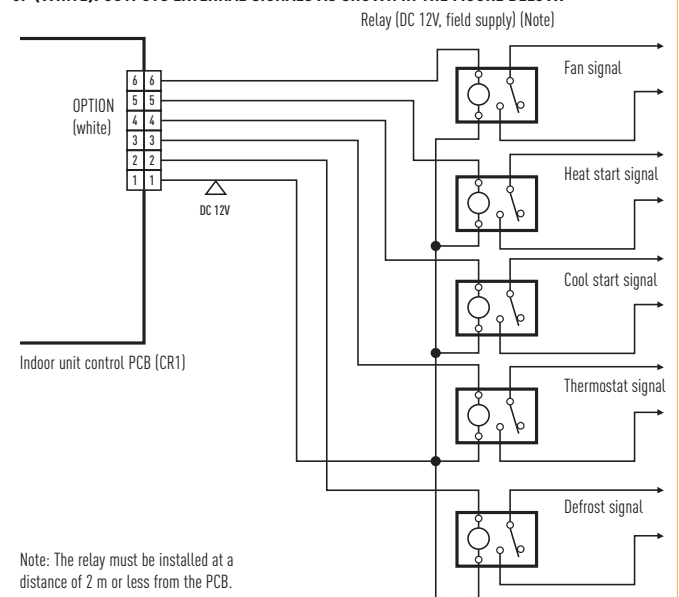 Relay (DC 12V, field supply) (Note)
Fan signal
6 6
OPTION
(white)
5 5
4 4
3 3
2 2
1 1
DC 12V
Heat start signal
Cool start signal
Indoor unit control PCB (CR1)
Thermostat signal
Defrost signal
Note: The relay must be installed at a
distance of 2 m or less from the PCB.